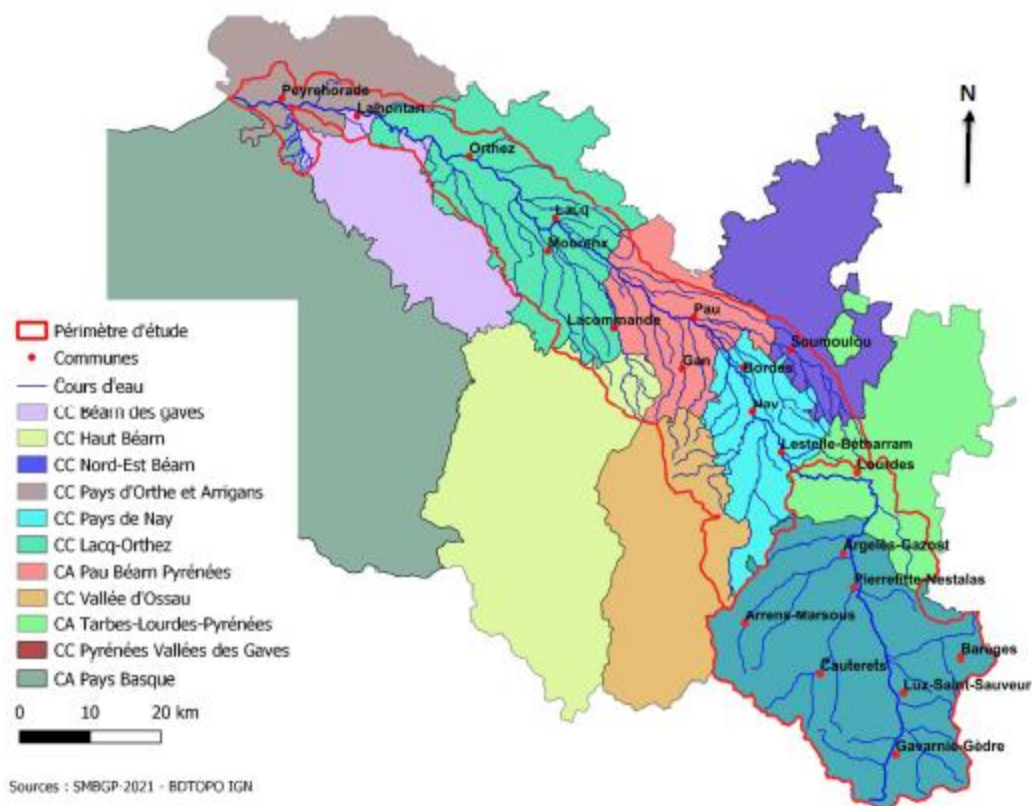 Peyrehorade
Lahontan
N
Orthez
Lacq
Mourenx
Pau
Lacommande
Soumoulou
Gan
Bordes
Nay
Lestelle-Bétharram
Lourdes
Argelès-Gazost
Pierrefitte-Nestalas
Arrens-Marsous
Barèges
Cauterets
Luz-Saint-Sauveur
Gavarnie-Gèdre
Périmètre d'étude
Communes
Cours d'eau
CC Béarn des gaves
CC Haut Béarn
CC Nord-Est Béarn
CC Pays d'Orthe et Arrigans
CC Pays de Nay
CC Lacq-Orthez
CA Pau Béarn Pyrénées
CC Vallée d'Ossau
CA Tarbes-Lourdes-Pyrénées
CC Pyrénées Vallées des Gaves
CA Pays Basque
0 10 20 km
Sources : SMBGP-2021 - BDTOPO IGN